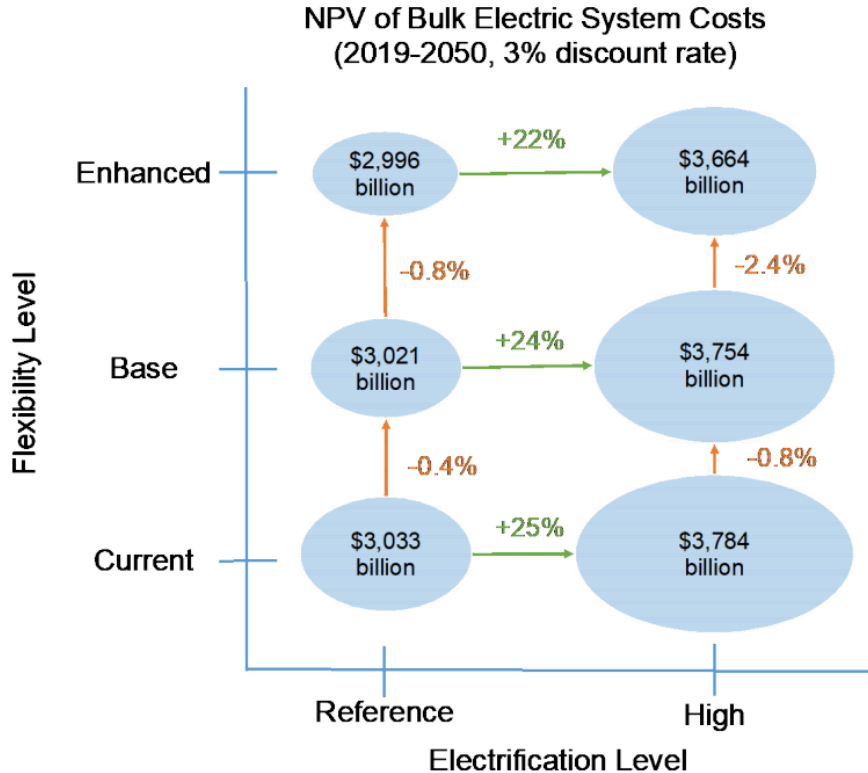 NPV of Bulk Electric System Costs
(2019-2050, 3% discount rate)
Flexibility Level
Enhanced
$2,996
billion
+22%
$3,664
billion
-0.8%
-2.4%
Base
$3,021
billion
+24%
$3,754
billion
-0.4%
-0.8%
Current
$3,033
billion
+25%
$3,784
billion
Reference
High
Electrification Level